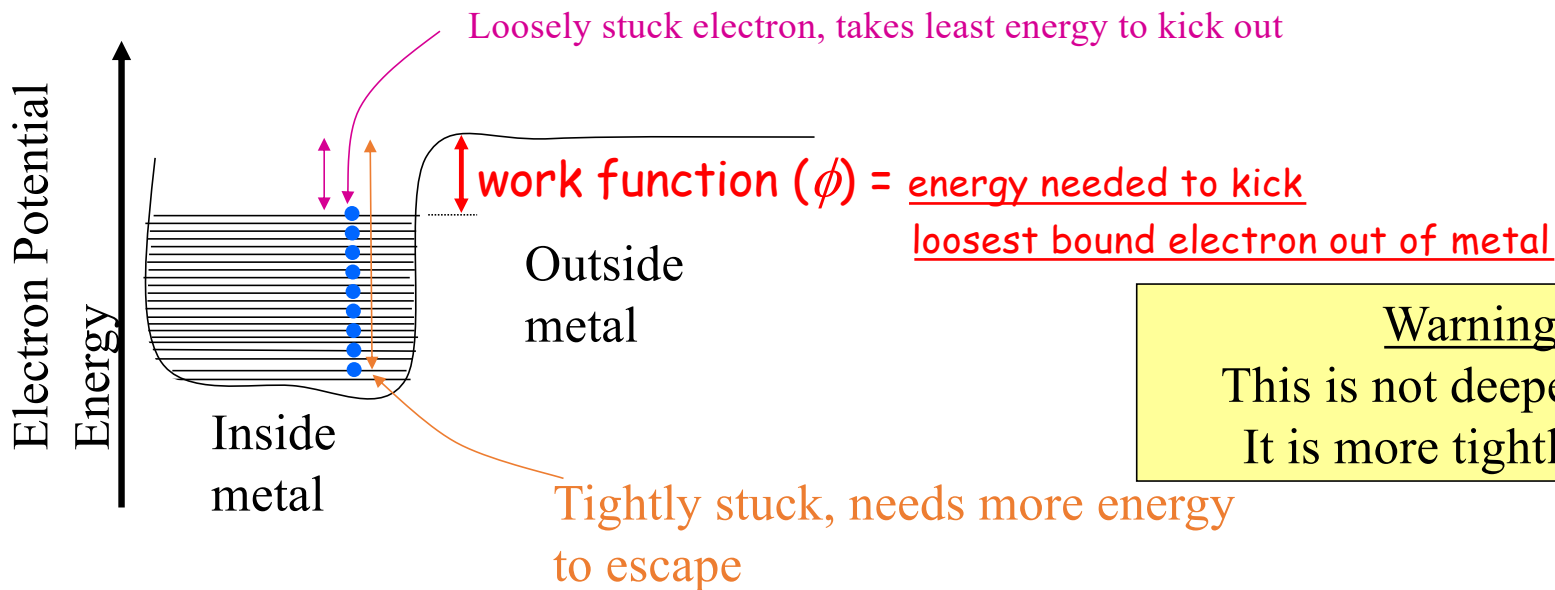 Loosely stuck electron, takes least energy to kick out
Electron Potential
Energy
work function (ϕ) = energy needed to kick
loosest bound electron out of metal
Outside
metal
Warning
This is not deepe
It is more tightl
Inside
metal
Tightly stuck, needs more energy
to escape